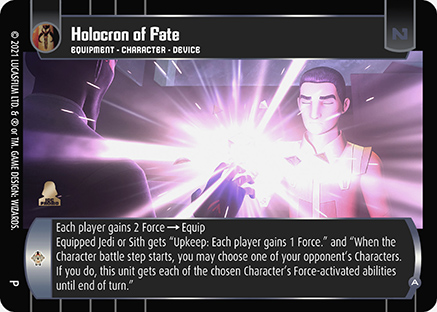 Holocron of Fate
EQUIPMENT - CHARACTER - DEVICE
N
Each player gains 2 Force → Equip
Equipped Jedi or Sith gets “Upkeep: Each player gains 1 Force.” and “When the
Character battle step starts, you may choose one of your opponent's Characters.
If you do, this unit gets each of the chosen Character's Force-activated abilities
until end of turn.”
P
A
© 2021 LUCASFILM LTD. & ® or TM. GAME DESIGN: WIZARDS.